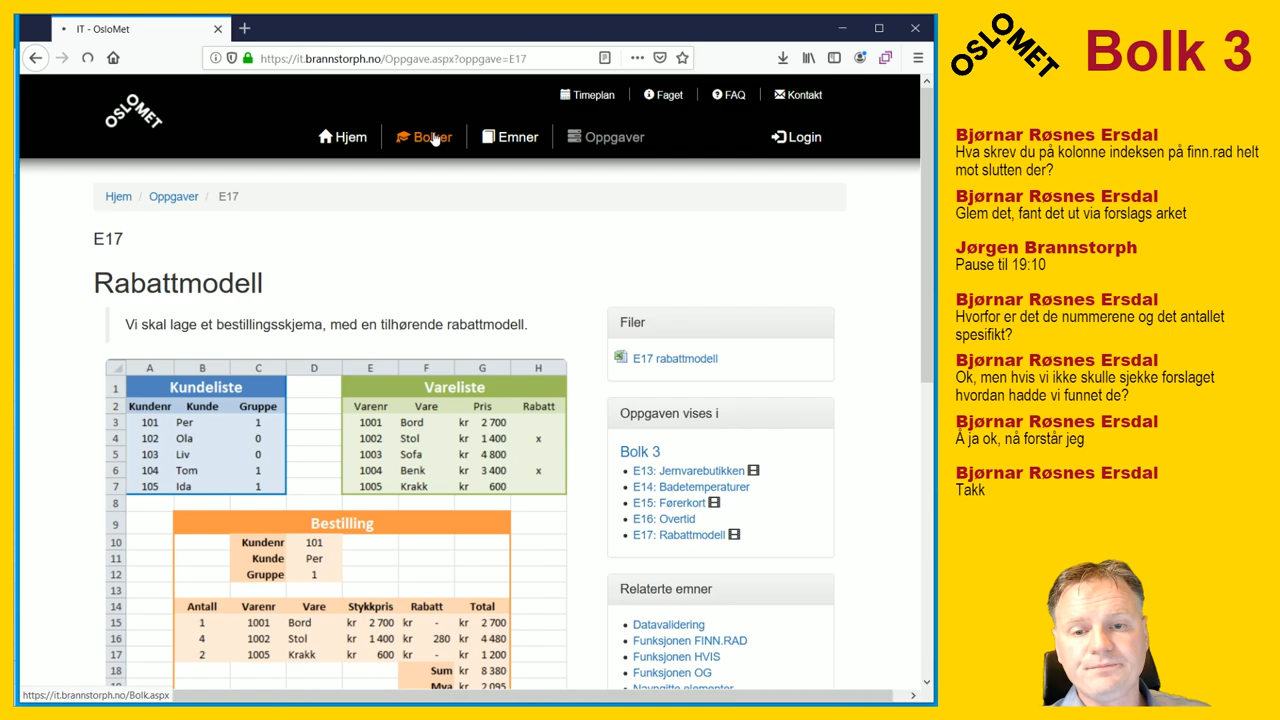 IT - OsloMet
https://it.brannstorph.no/Oppgave.aspx?oppgave=E17
OSLOMET
Timeplan
Faget
FAQ
Kontakt
Hjem
Bolker
Emner
Oppgaver
Login
Hjem / Oppgaver / E17
E17
Rabattmodell
Vi skal lage et bestillingsskjema, med en tilhørende rabattmodell.
A B C D E F G H
1 Kundeliste Vareliste
2 Kundenr Kunde Gruppe Varenr Vare Pris Rabatt
3 101 Per 1 1001 Bord kr 2 700
4 102 Ola 0 1002 Stol kr 1 400 x
5 103 Liv 0 1003 Sofa kr 4 800
6 104 Tom 1 1004 Benk kr 3 400 x
7 105 Ida 1 1005 Krakk kr 600
8
9 Bestilling
10 Kundenr 101
11 Kunde Per
12 Gruppe 1
13
14 Antall Varenr Vare Stykkpris Rabatt Total
15 1 1001 Bord kr 2 700 kr - kr 2 700
16 4 1002 Stol kr 1 400 kr 280 kr 4 480
17 2 1005 Krakk kr 600 kr - kr 1 200
18 Sum kr 8 380
19 Mva kr 2 095
Filer
E17 rabattmodell
Oppgaven vises i
Bolk 3
E13: Jernvarebutikken
E14: Badetemperaturer
E15: Førerkort
E16: Overtid
E17: Rabattmodell
Relaterte emner
Datavalidering
Funksjonen FINN.RAD
Funksjonen HVIS
Funksjonen OG
Navngitte elementer
https://it.brannstorph.no/Bolk.aspx
OSLOMET
Bolk 3
Bjørnar Røsnes Ersdal
Hva skrev du på kolonne indeksen på finn.rad helt
mot slutten der?
Bjørnar Røsnes Ersdal
Glem det, fant det ut via forslags arket
Jørgen Brannstorph
Pause til 19:10
Bjørnar Røsnes Ersdal
Hvorfor er det de nummerene og det antallet
spesifikt?
Bjørnar Røsnes Ersdal
Ok, men hvis vi ikke skulle sjekke forslaget
hvordan hadde vi funnet de?
Bjørnar Røsnes Ersdal
Å ja ok, nå forstår jeg
Bjørnar Røsnes Ersdal
Takk